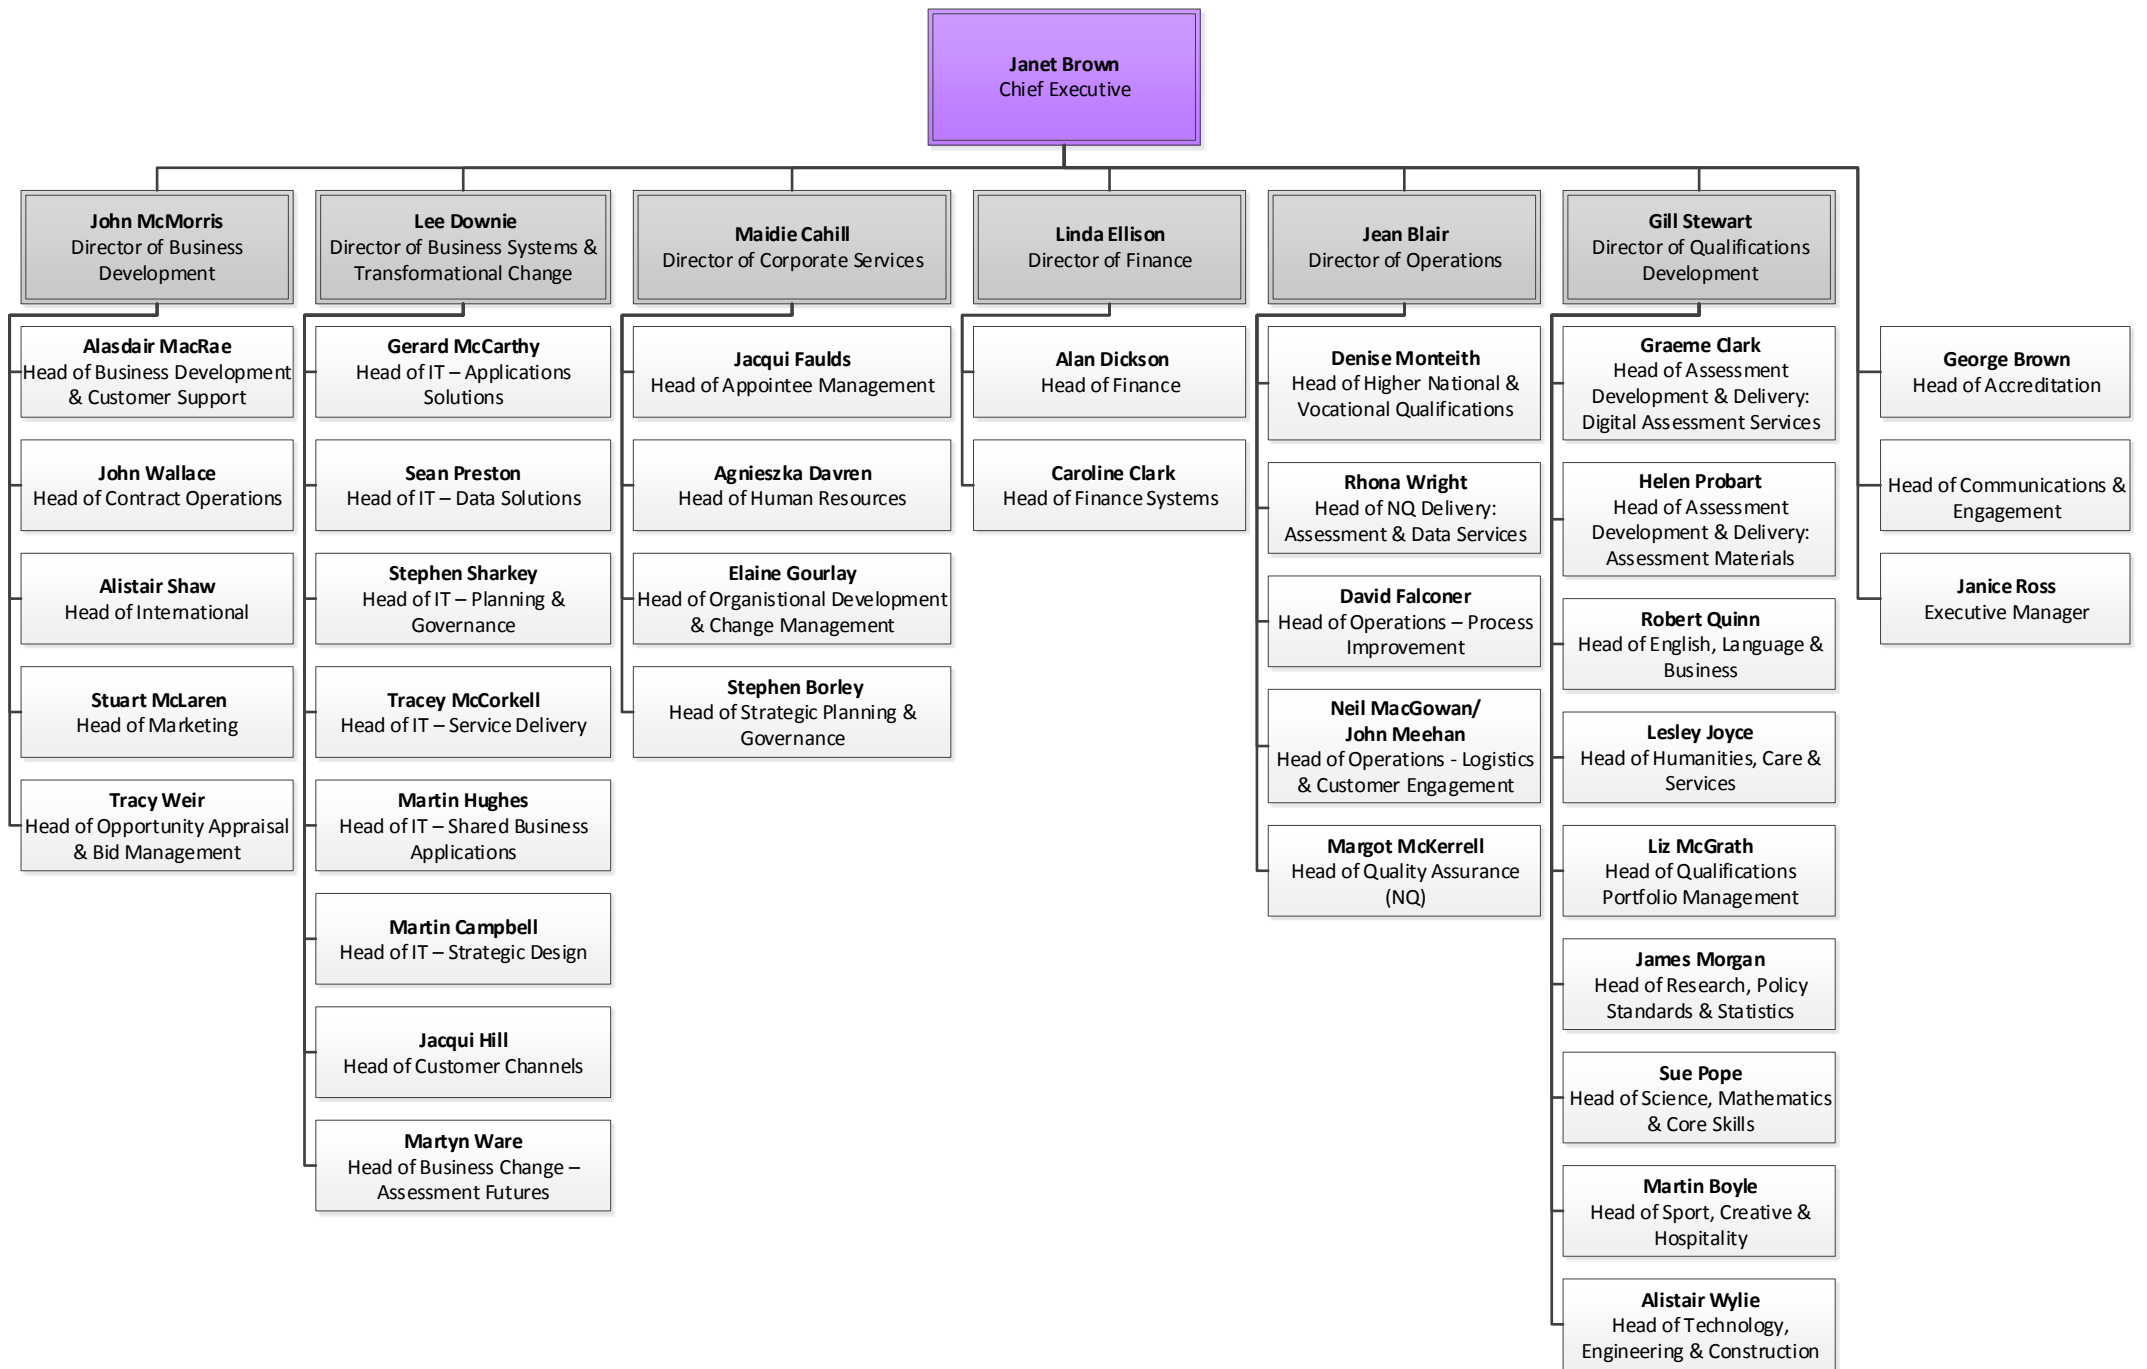 Janet Brown
Chief Executive
John McMorris
Director of Business
Development
Lee Downie
Director of Business Systems &
Transformational Change
Maidie Cahill
Director of Corporate Services
Linda Ellison
Director of Finance
Jean Blair
Director of Operations
Gill Stewart
Director of Qualifications
Development
Alasdair MacRae
Head of Business Development
& Customer Support
John Wallace
Head of Contract Operations
Alistair Shaw
Head of International
Stuart McLaren
Head of Marketing
Tracy Weir
Head of Opportunity Appraisal
& Bid Management
Gerard McCarthy
Head of IT – Applications
Solutions
Sean Preston
Head of IT – Data Solutions
Stephen Sharkey
Head of IT – Planning &
Governance
Tracey McCorkell
Head of IT – Service Delivery
Martin Hughes
Head of IT – Shared Business
Applications
Martin Campbell
Head of IT – Strategic Design
Jacqui Hill
Head of Customer Channels
Martyn Ware
Head of Business Change –
Assessment Futures
Jacqui Faulds
Head of Appointee Management
Agnieszka Davren
Head of Human Resources
Elaine Gourlay
Head of Organistional Development
& Change Management
Stephen Borley
Head of Strategic Planning &
Governance
Alan Dickson
Head of Finance
Caroline Clark
Head of Finance Systems
Denise Monteith
Head of Higher National &
Vocational Qualifications
Rhona Wright
Head of NQ Delivery:
Assessment & Data Services
David Falconer
Head of Operations – Process
Improvement
Neil MacGowan/
John Meehan
Head of Operations - Logistics
& Customer Engagement
Margot McKerrell
Head of Quality Assurance
(NQ)
Graeme Clark
Head of Assessment
Development & Delivery:
Digital Assessment Services
Helen Probart
Head of Assessment
Development & Delivery:
Assessment Materials
Robert Quinn
Head of English, Language &
Business
Lesley Joyce
Head of Humanities, Care &
Services
Liz McGrath
Head of Qualifications
Portfolio Management
James Morgan
Head of Research, Policy
Standards & Statistics
Sue Pope
Head of Science, Mathematics
& Core Skills
Martin Boyle
Head of Sport, Creative &
Hospitality
Alistair Wylie
Head of Technology,
Engineering & Construction
George Brown
Head of Accreditation
Head of Communications &
Engagement
Janice Ross
Executive Manager